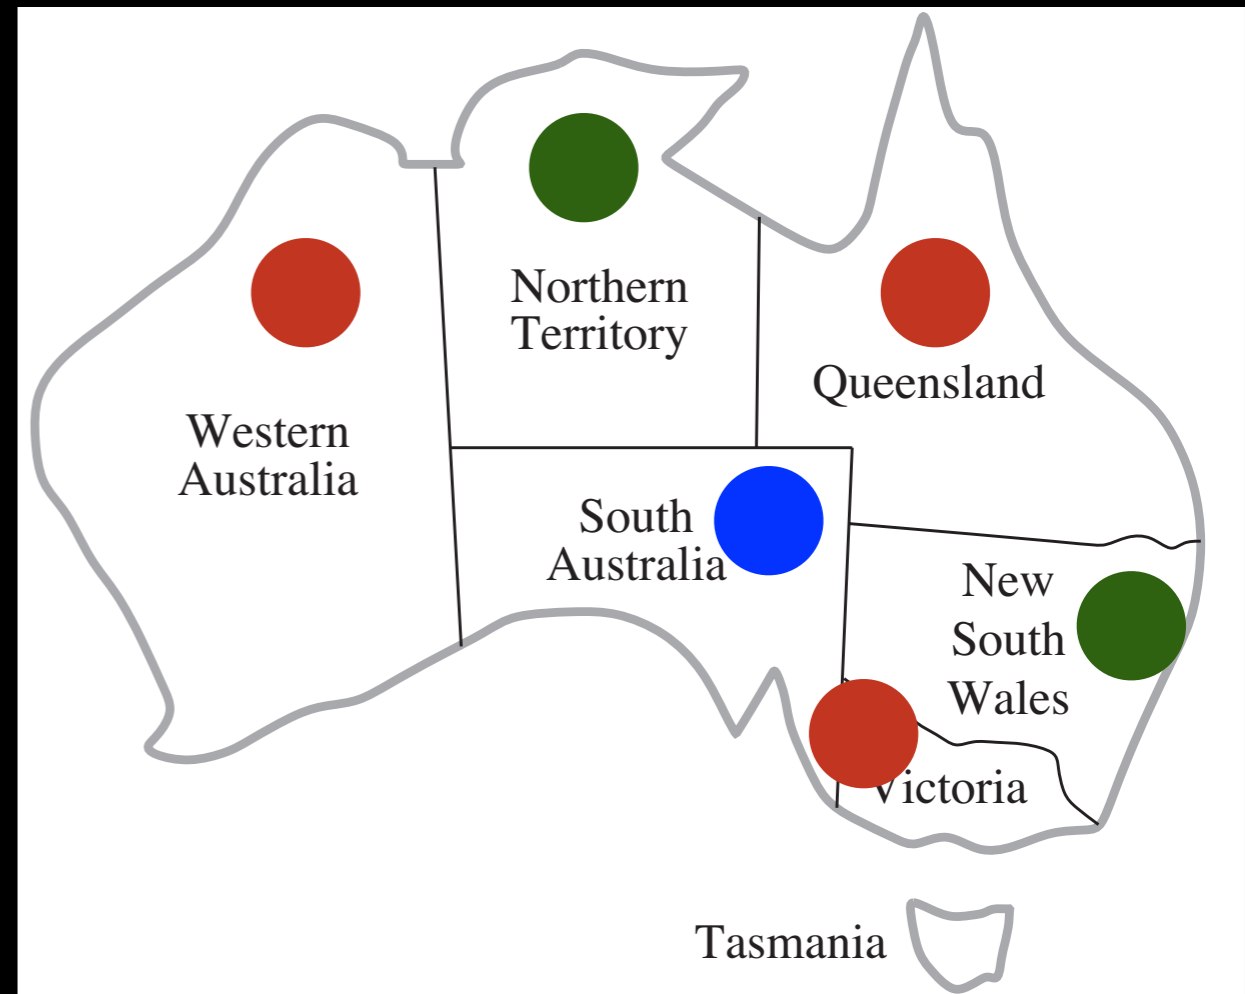 Northern
Territory
Queensland
Western
Australia
South
Australia
New
South
Wales
Victoria
Tasmania